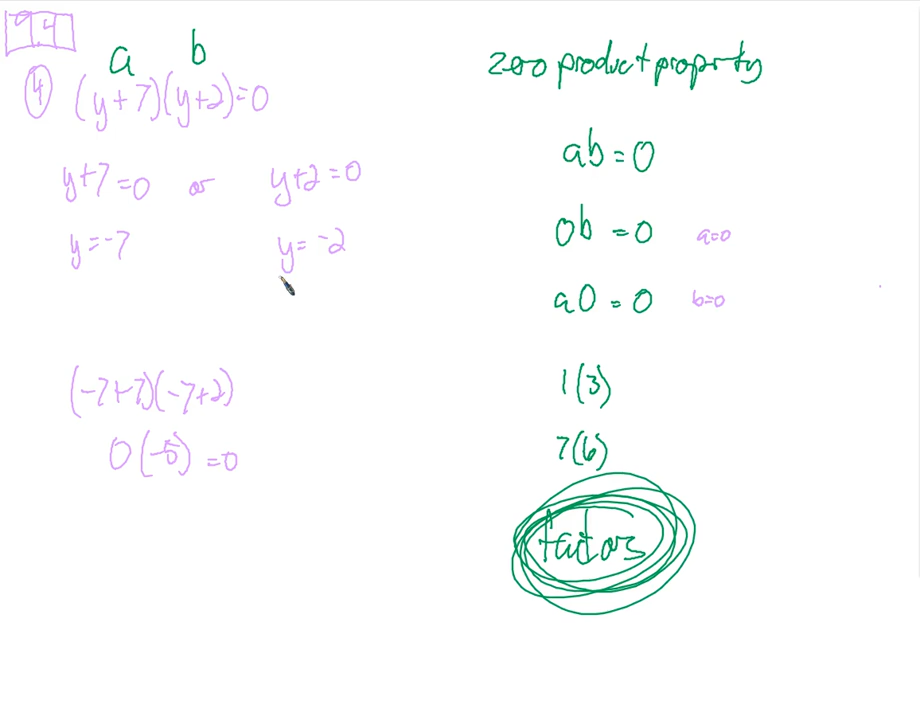 9.4
a b
④ (y+7)(y+2)=0
y+7=0 or y+2=0
y=-7 y=-2
(-7+7)(-7+2)
0(-5)=0
zero product property
ab=0
0b=0 a=0
a0=0 b=0
1(3)
7(6)
factors